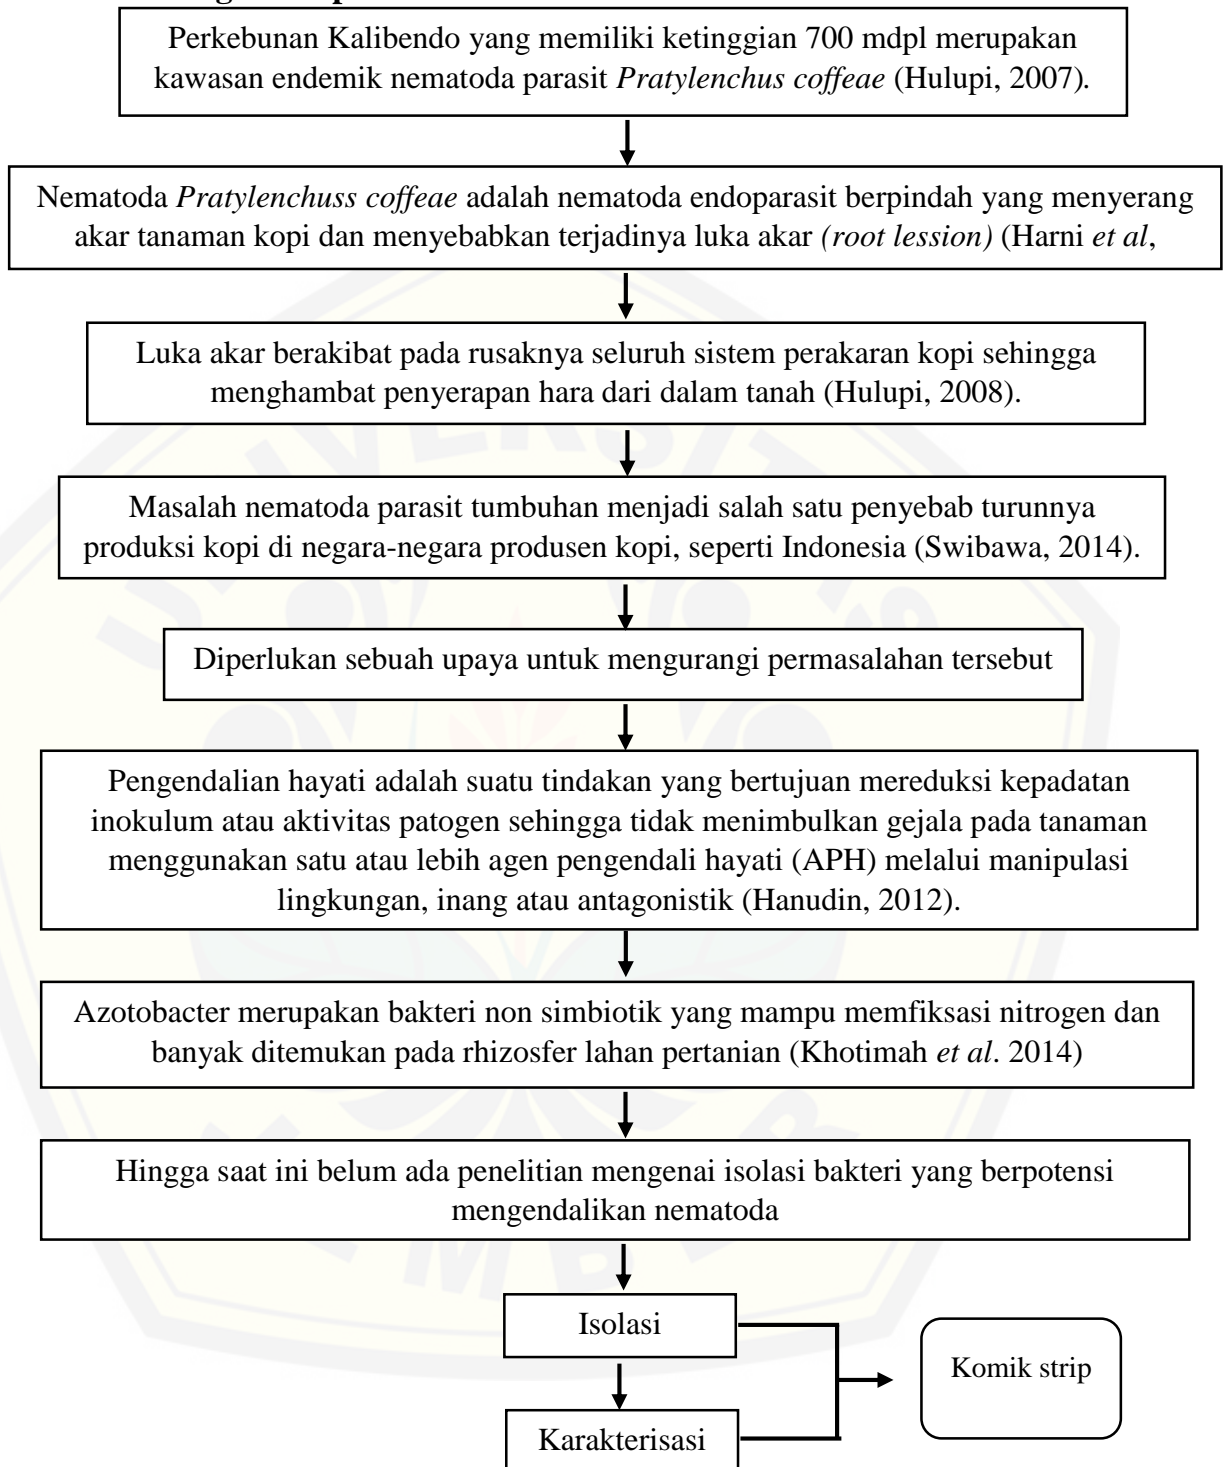 Perkebunan Kalibendo yang memiliki ketinggian 700 mdpl merupakan
kawasan endemik nematoda parasit Pratylenchus coffeae (Hulupi, 2007).
Nematoda Pratylenchuss coffeae adalah nematoda endoparasit berpindah yang menyerang
akar tanaman kopi dan menyebabkan terjadinya luka akar (root lession) (Harni et al,
Luka akar berakibat pada rusaknya seluruh sistem perakaran kopi sehingga
menghambat penyerapan hara dari dalam tanah (Hulupi, 2008).
Masalah nematoda parasit tumbuhan menjadi salah satu penyebab turunnya
produksi kopi di negara-negara produsen kopi, seperti Indonesia (Swibawa, 2014).
Diperlukan sebuah upaya untuk mengurangi permasalahan tersebut
Pengendalian hayati adalah suatu tindakan yang bertujuan mereduksi kepadatan
inokulum atau aktivitas patogen sehingga tidak menimbulkan gejala pada tanaman
menggunakan satu atau lebih agen pengendali hayati (APH) melalui manipulasi
lingkungan, inang atau antagonistik (Hanudin, 2012).
Azotobacter merupakan bakteri non simbiotik yang mampu memfiksasi nitrogen dan
banyak ditemukan pada rhizosfer lahan pertanian (Khotimah et al. 2014)
Hingga saat ini belum ada penelitian mengenai isolasi bakteri yang berpotensi
mengendalikan nematoda
Isolasi
Komik strip
Karakterisasi